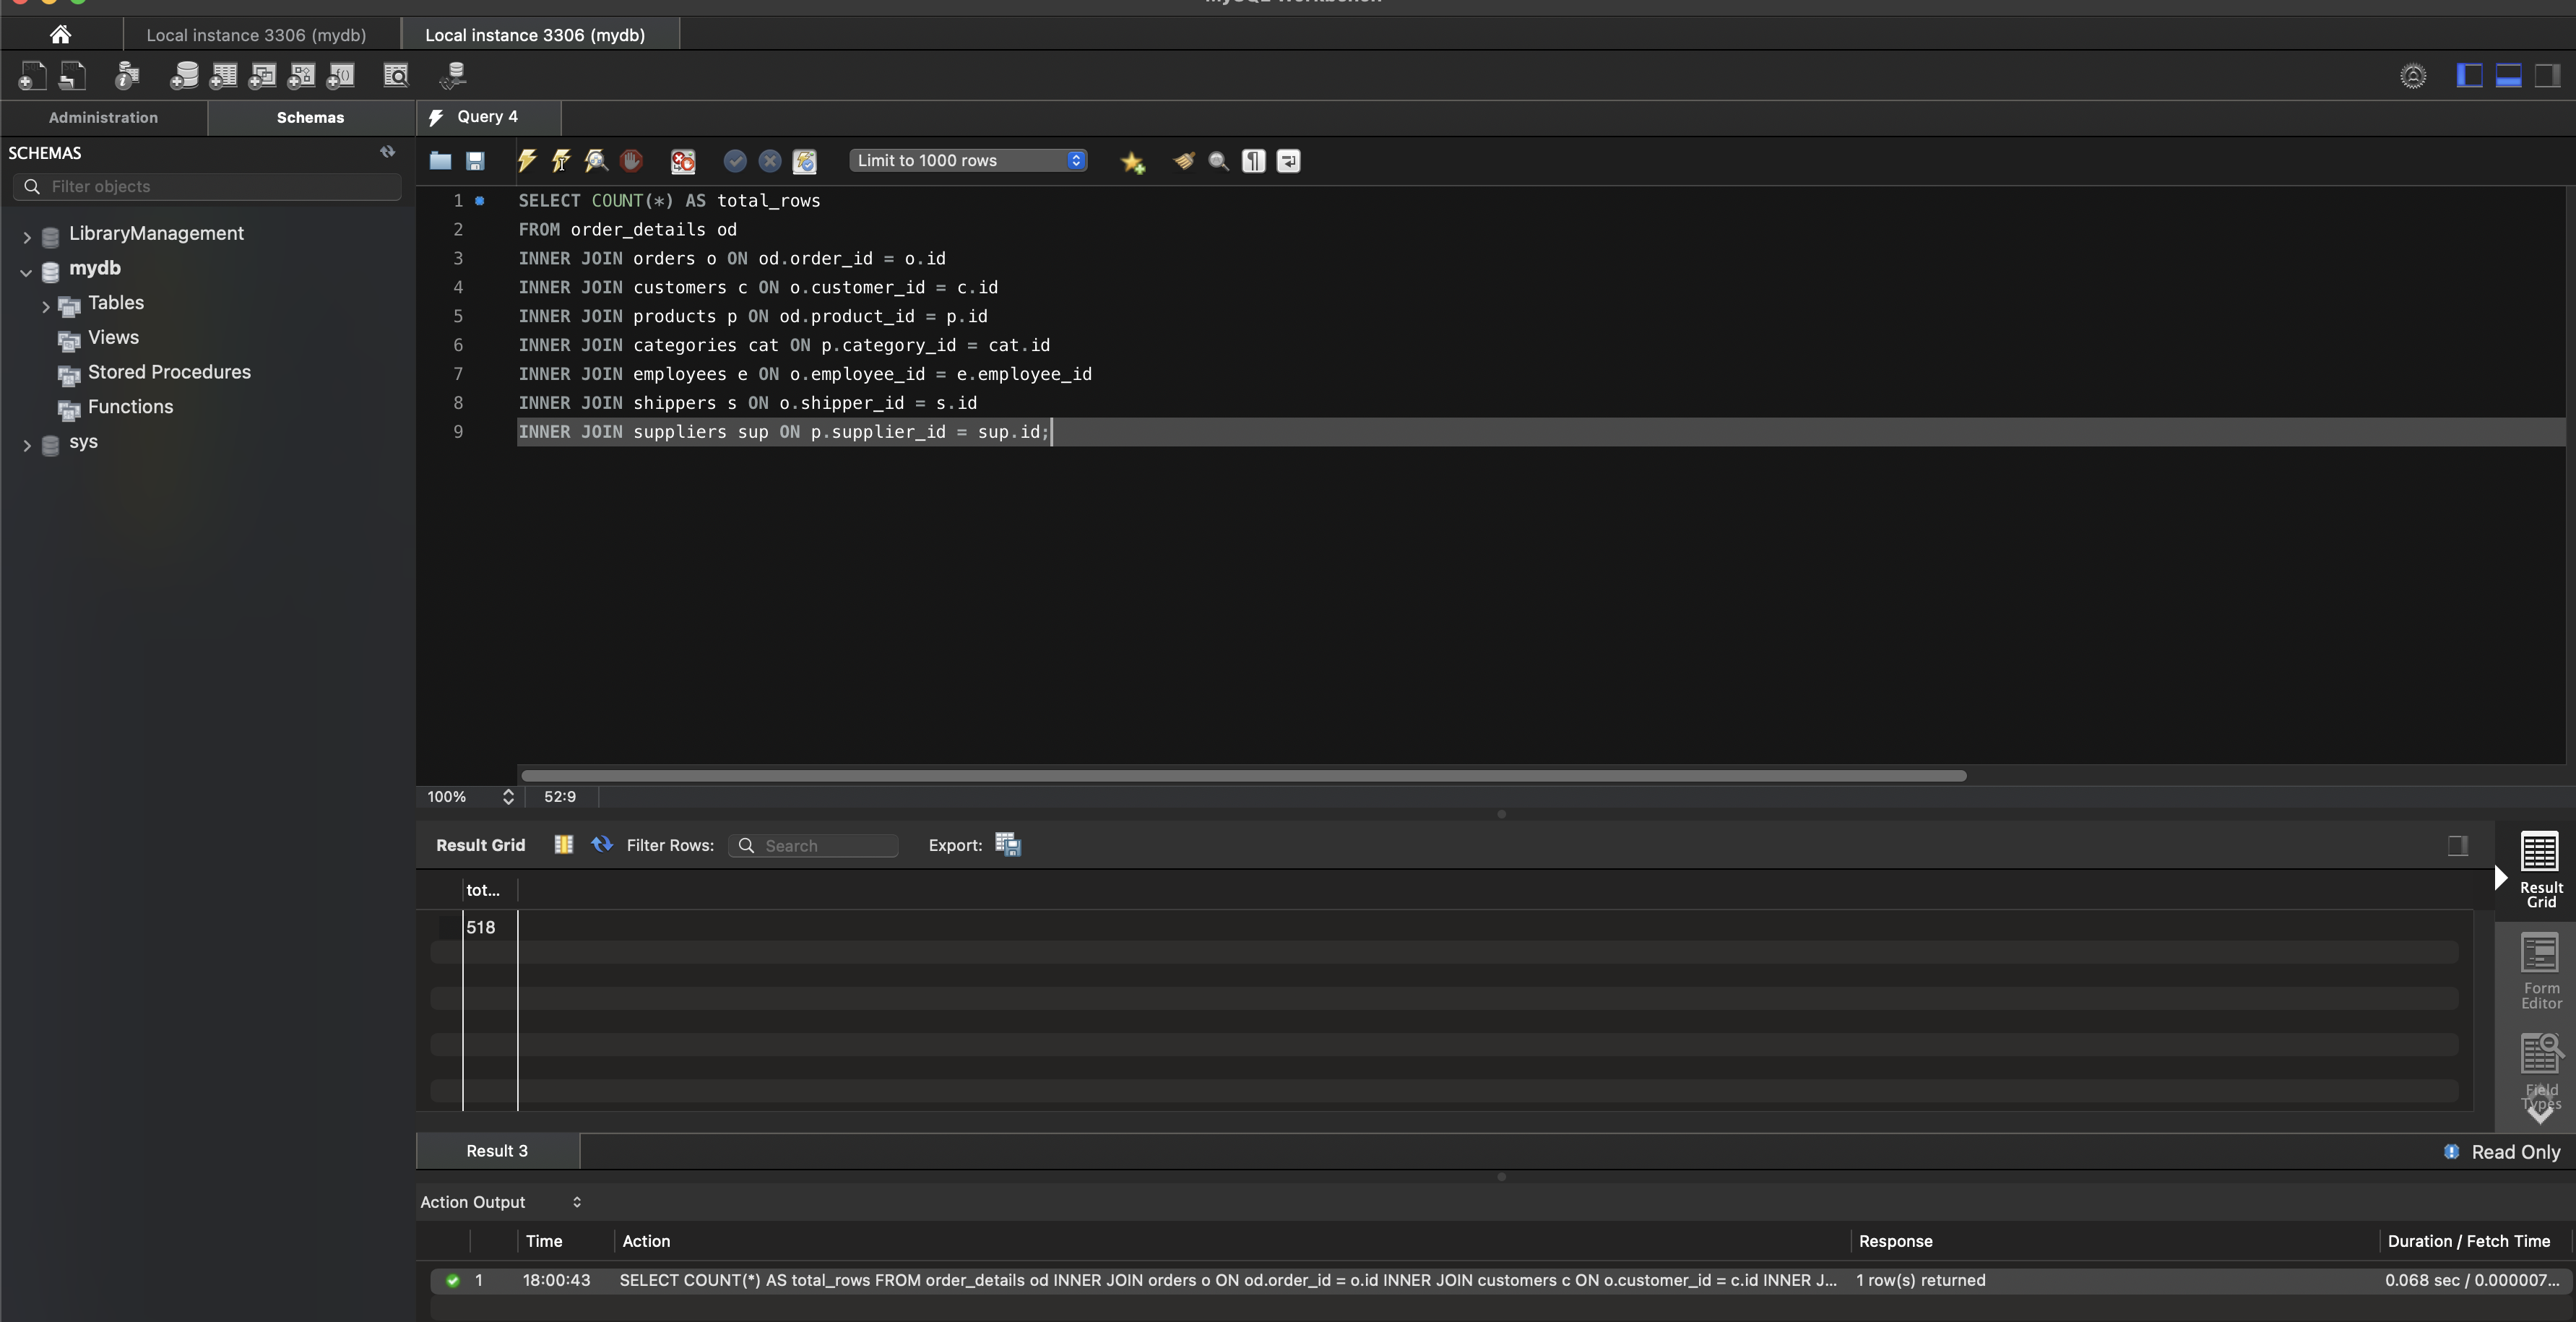 Local instance 3306 (mydb)
Local instance 3306 (mydb)
Administration
Schemas
Query 4
SCHEMAS
Filter objects
LibraryManagement
mydb
Tables
Views
Stored Procedures
Functions
sys
Limit to 1000 rows
1 SELECT COUNT(*) AS total_rows
2 FROM order_details od
3 INNER JOIN orders o ON od.order_id = o.id
4 INNER JOIN customers c ON o.customer_id = c.id
5 INNER JOIN products p ON od.product_id = p.id
6 INNER JOIN categories cat ON p.category_id = cat.id
7 INNER JOIN employees e ON o.employee_id = e.employee_id
8 INNER JOIN shippers s ON o.shipper_id = s.id
9 INNER JOIN suppliers sup ON p.supplier_id = sup.id;
100%
52:9
Result Grid
Filter Rows:
Search
Export:
tot...
518
Result
Grid
Form
Editor
Field
Types
Result 3
Read Only
Action Output
Time Action Response Duration / Fetch Time
1 18:00:43 SELECT COUNT(*) AS total_rows FROM order_details od INNER JOIN orders o ON od.order_id = o.id INNER JOIN customers c ON o.customer_id = c.id INNER J... 1 row(s) returned 0.068 sec / 0.000007...